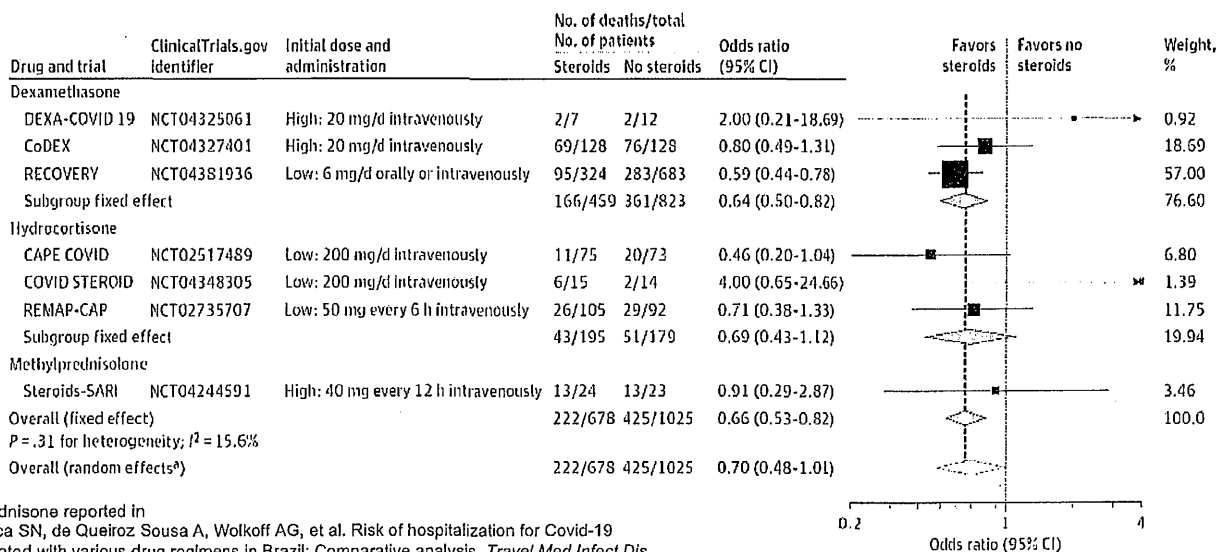 No. of deaths/total
ClinicalTrials.gov Initial dose and No. of patients Odds ratio Favors Favors no Weight,
Drug and trial identifier administration Steroids No steroids (95% CI) steroids steroids %
Dexamethasone
DEXA-COVID 19 NCT04325061 High: 20 mg/d intravenously 2/7 2/12 2.00 (0.21-18.69) 0.92
CoDEX NCT04327401 High: 20 mg/d intravenously 69/128 76/128 0.80 (0.49-1.31) 18.69
RECOVERY NCT04381936 Low: 6 mg/d orally or intravenously 95/324 283/683 0.59 (0.44-0.78) 57.00
Subgroup fixed effect 166/459 361/823 0.64 (0.50-0.82) 76.60
Hydrocortisone
CAPE COVID NCT02517489 Low: 200 mg/d intravenously 11/75 20/73 0.46 (0.20-1.04) 6.80
COVID STEROID NCT04348305 Low: 200 mg/d intravenously 6/15 2/14 4.00 (0.65-24.66) 1.39
REMAP-CAP NCT02735707 Low: 50 mg every 6 h intravenously 26/105 29/92 0.71 (0.38-1.33) 11.75
Subgroup fixed effect 43/195 51/179 0.69 (0.43-1.12) 19.94
Methylprednisolone
Steroids-SARI NCT04244591 High: 40 mg every 12 h intravenously 13/24 13/23 0.91 (0.29-2.87) 3.46
Overall (fixed effect) 222/678 425/1025 0.66 (0.53-0.82) 100.0
P = .31 for heterogeneity; I² = 15.6%
Overall (random effectsª) 222/678 425/1025 0.70 (0.48-1.01)
dnisone reported in
ca SN, de Queiroz Sousa A, Wolkoff AG, et al. Risk of hospitalization for Covid-19
ated with various drug regimens in Brazil: Comparative analysis. Travel Med Infect Dis
0.2 1 4
Odds ratio (95% CI)